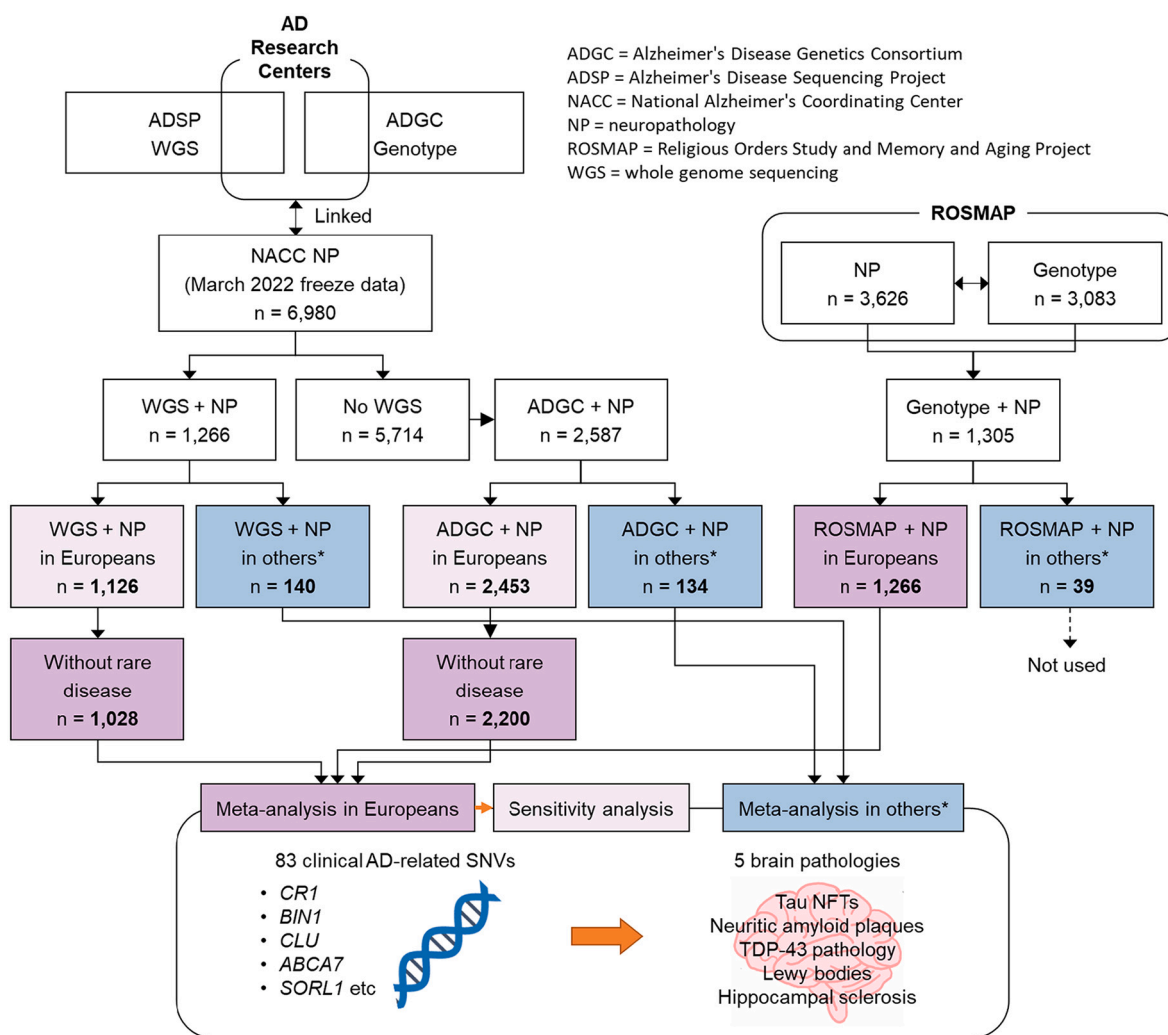 AD
Research
Centers
ADSP
WGS
ADGC
Genotype
ADGC = Alzheimer's Disease Genetics Consortium
ADSP = Alzheimer's Disease Sequencing Project
NACC = National Alzheimer's Coordinating Center
NP = neuropathology
ROSMAP = Religious Orders Study and Memory and Aging Project
WGS = whole genome sequencing
Linked
NACC NP
(March 2022 freeze data)
n = 6,980
ROSMAP
NP
n = 3,626
Genotype
n = 3,083
WGS + NP
n = 1,266
No WGS
n = 5,714
ADGC + NP
n = 2,587
Genotype + NP
n = 1,305
WGS + NP
in Europeans
n = 1,126
WGS + NP
in others*
n = 140
ADGC + NP
in Europeans
n = 2,453
ADGC + NP
in others*
n = 134
ROSMAP + NP
in Europeans
n = 1,266
ROSMAP + NP
in others*
n = 39
Without rare
disease
n = 1,028
Without rare
disease
n = 2,200
Not used
Meta-analysis in Europeans
Sensitivity analysis
Meta-analysis in others*
83 clinical AD-related SNVs
• CR1
• BIN1
• CLU
• ABCA7
• SORL1 etc
5 brain pathologies
Tau NFTs
Neuritic amyloid plaques
TDP-43 pathology
Lewy bodies
Hippocampal sclerosis